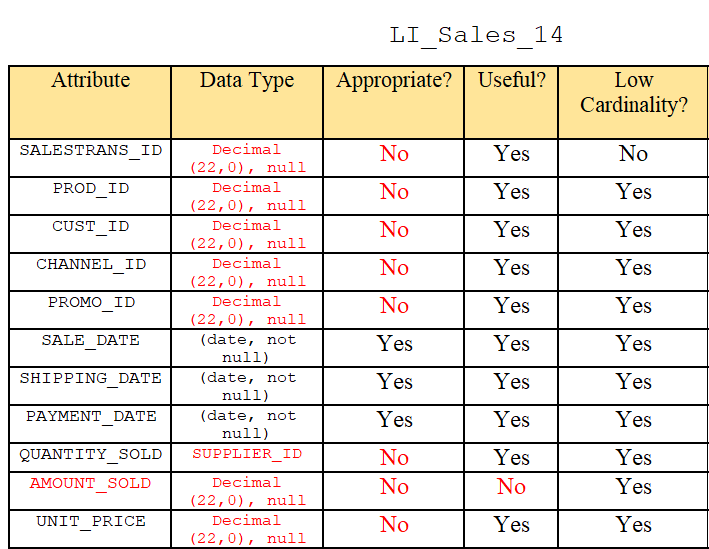 LI_Sales_14
Attribute Data Type Appropriate? Useful? Low
Cardinality?
SALESTRANS_ID Decimal No Yes No
(22,0), null
PROD_ID Decimal No Yes Yes
(22,0), null
CUST_ID Decimal No Yes Yes
(22,0), null
CHANNEL_ID Decimal No Yes Yes
(22,0), null
PROMO_ID Decimal No Yes Yes
(22,0), null
SALE_DATE (date, not Yes Yes Yes
null)
SHIPPING_DATE (date, not Yes Yes Yes
null)
PAYMENT_DATE (date, not Yes Yes Yes
null)
QUANTITY_SOLD SUPPLIER_ID No Yes Yes
AMOUNT_SOLD Decimal No No Yes
(22,0), null
UNIT_PRICE Decimal No Yes Yes
(22,0), null